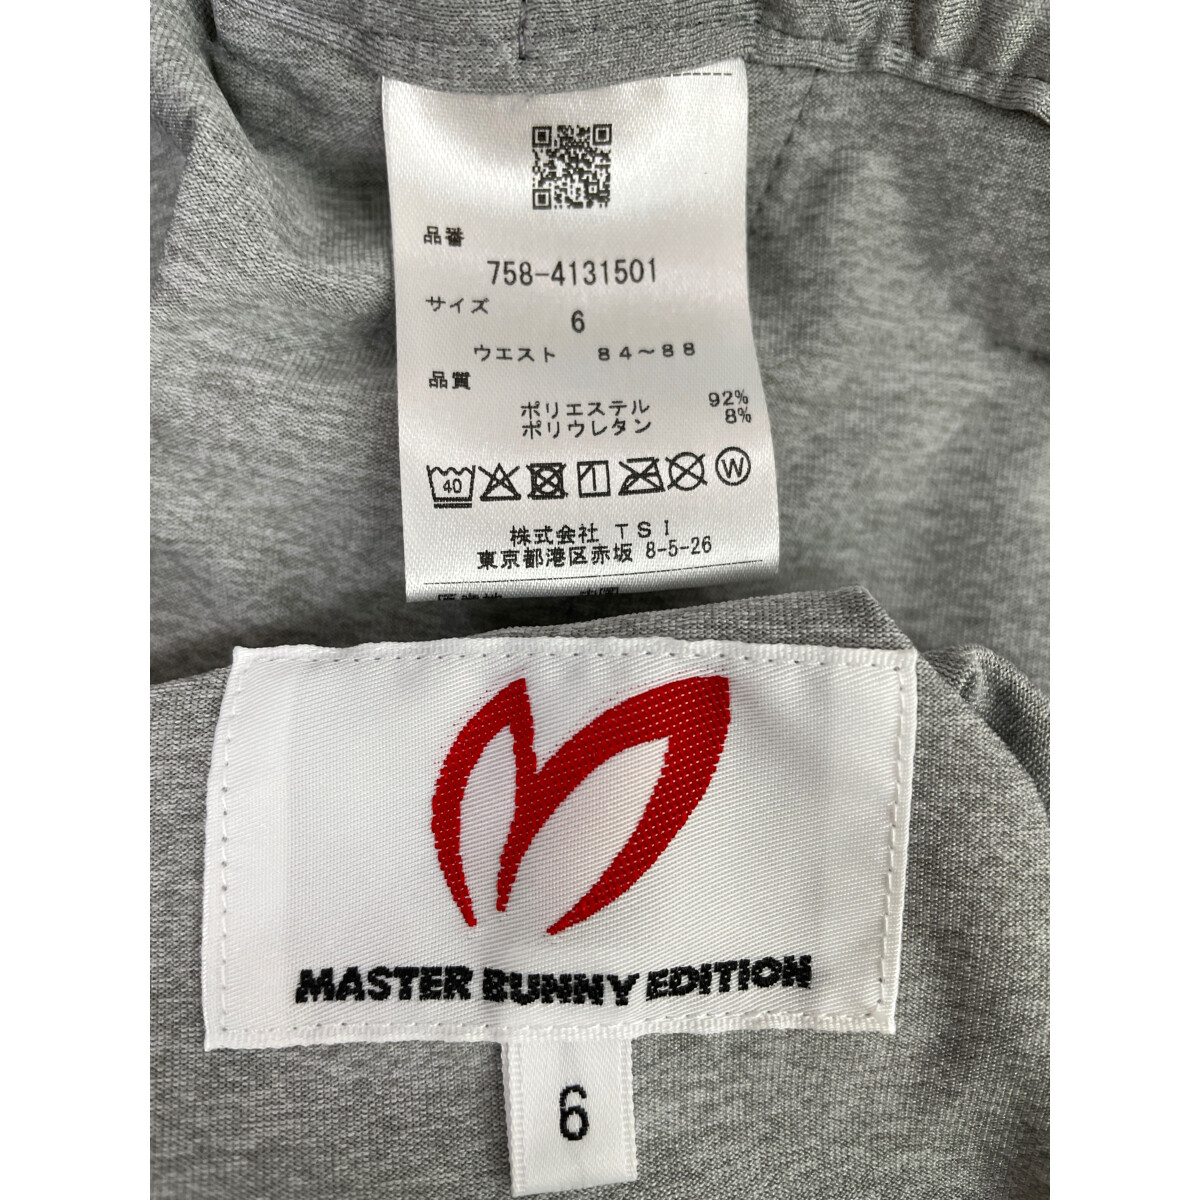 品番
758-4131501
サイズ
6
ウエスト 84～88
品質
ポリエステル 92%
ポリウレタン 8%
40
W
株式会社 TSI
東京都港区赤坂 8-5-26
MASTER BUNNY EDITION
6